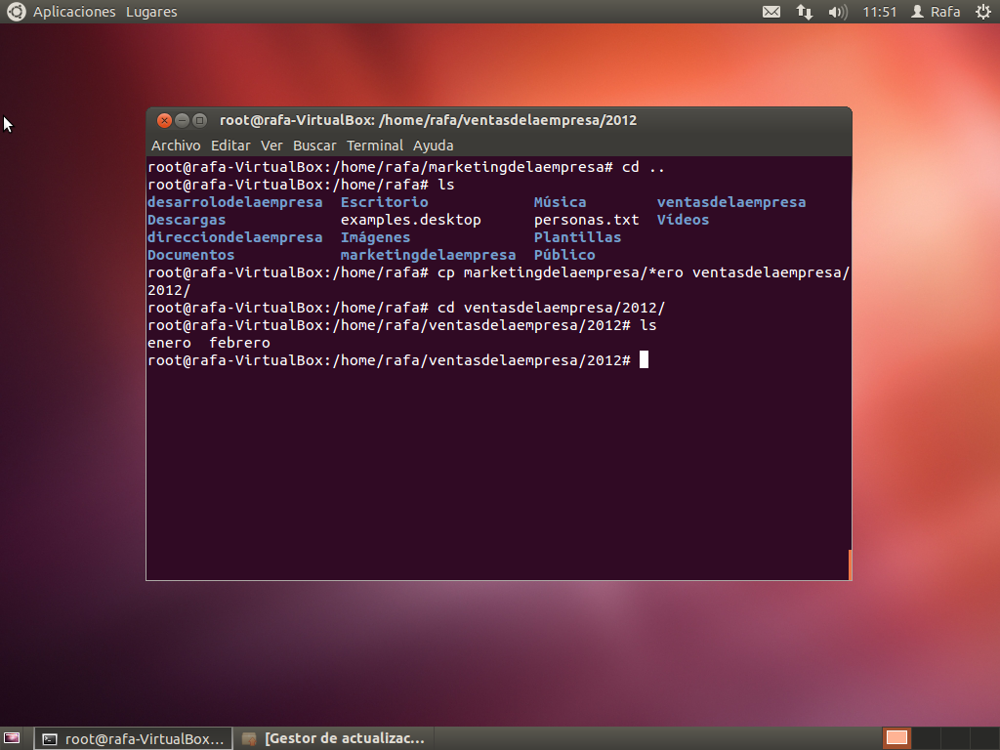 Aplicaciones Lugares 11:51 Rafa
root@rafa-VirtualBox: /home/rafa/ventasdelaempresa/2012
Archivo Editar Ver Buscar Terminal Ayuda
root@rafa-VirtualBox:/home/rafa/marketingdelaempresa# cd ..
root@rafa-VirtualBox:/home/rafa# ls
desarrolodelaempresa Escritorio Música ventasdelaempresa
Descargas examples.desktop personas.txt Vídeos
direcciondelaempresa Imágenes Plantillas
Documentos marketingdelaempresa Público
root@rafa-VirtualBox:/home/rafa# cp marketingdelaempresa/*ero ventasdelaempresa/
2012/
root@rafa-VirtualBox:/home/rafa# cd ventasdelaempresa/2012/
root@rafa-VirtualBox:/home/rafa/ventasdelaempresa/2012# ls
enero febrero
root@rafa-VirtualBox:/home/rafa/ventasdelaempresa/2012#
root@rafa-VirtualBox... [Gestor de actualizac...